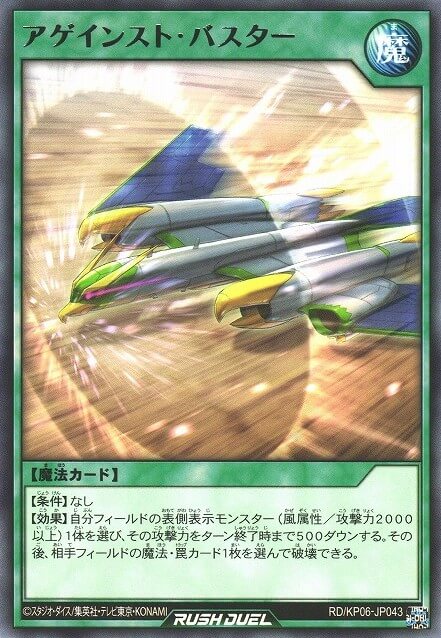 アゲインスト・バスター
魔
【魔法カード】
【条件】なし
【効果】自分フィールドの表側表示モンスター(風属性/攻撃力2000
以上)1体を選び、その攻撃力をターン終了時まで500ダウンする。その
後、相手フィールドの魔法・罠カード1枚を選んで破壊できる。
©スタジオ・ダイス/集英社・テレビ東京・KONAMI
RUSH DUEL
RD/KP06-JP043